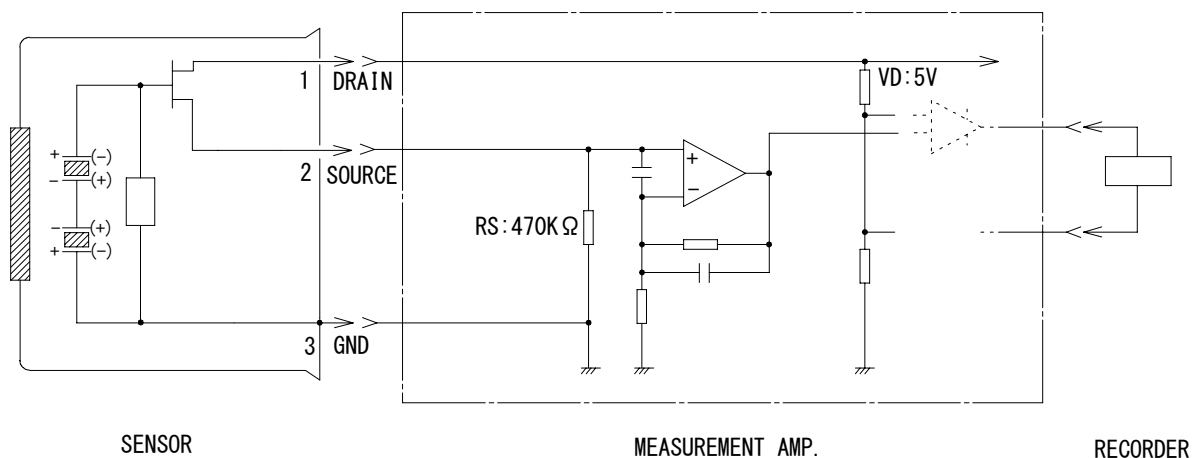 1 DRAIN
VD:5V
+ (-)
- (+)
2 SOURCE
+
-
- (+)
+ (-)
RS:470KΩ
3 GND
SENSOR
MEASUREMENT AMP.
RECORDER